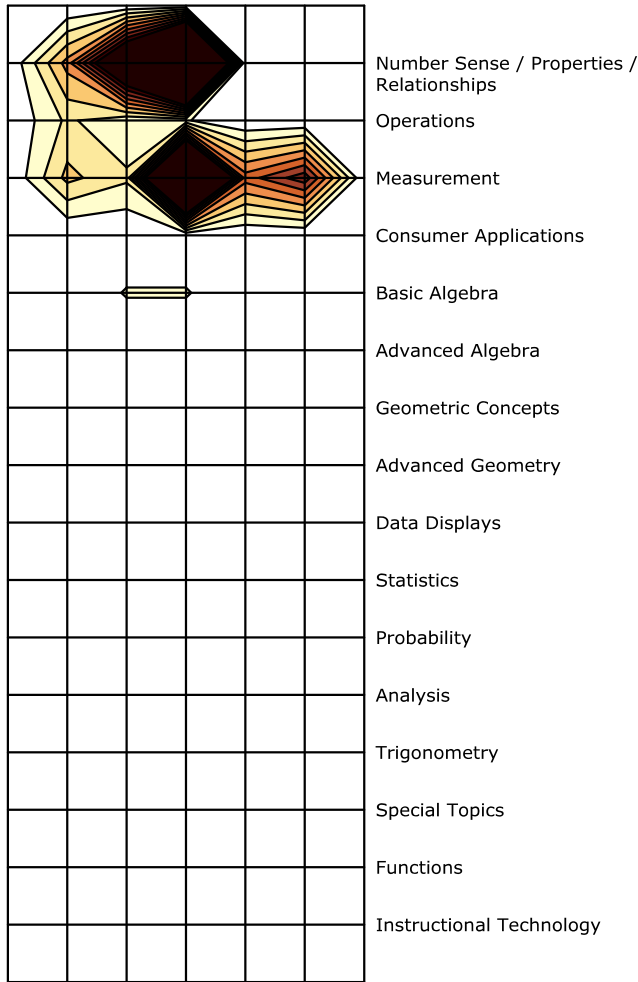 Number Sense / Properties /
Relationships
Operations
Measurement
Consumer Applications
Basic Algebra
Advanced Algebra
Geometric Concepts
Advanced Geometry
Data Displays
Statistics
Probability
Analysis
Trigonometry
Special Topics
Functions
Instructional Technology